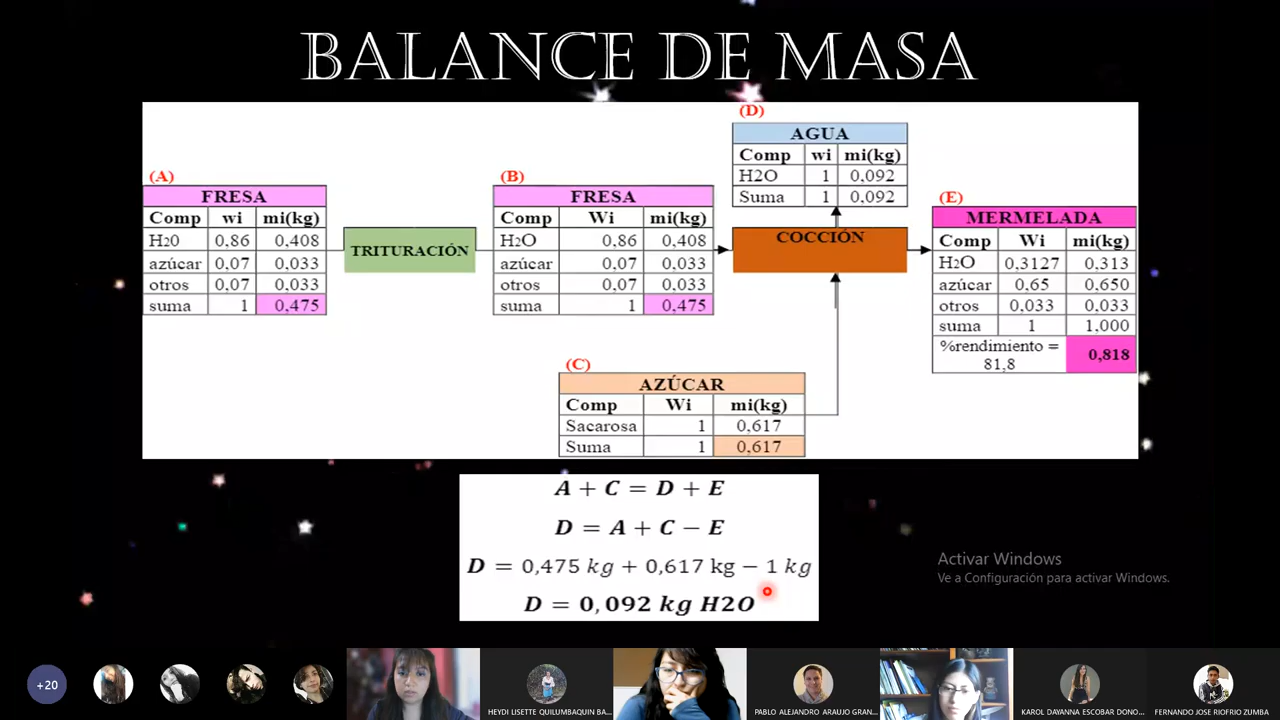 BALANCE DE MASA
(A)
FRESA
Comp wi mi(kg)
H20 0,86 0,408
azúcar 0,07 0,033
otros 0,07 0,033
suma 1 0,475
TRITURACIÓN
(B)
FRESA
Comp Wi mi(kg)
H₂O 0,86 0,408
azúcar 0,07 0,033
otros 0,07 0,033
suma 1 0,475
(D)
AGUA
Comp wi mi(kg)
H2O 1 0,092
Suma 1 0,092
COCCIÓN
(E)
MERMELADA
Comp Wi mi(kg)
H₂O 0,3127 0,313
azúcar 0,65 0,650
otros 0,033 0,033
suma 1 1,000
%rendimiento = 0,818
81,8
(C)
AZÚCAR
Comp Wi mi(kg)
Sacarosa 1 0,617
Suma 1 0,617
A + C = D + E
D = A + C − E
D = 0,475 kg + 0,617 kg − 1 kg
D = 0,092 kg H2O
Activar Windows
Ve a Configuración para activar Windows.
+20
HEYDI LISETTE QUILUMBAQUIN BA...
PABLO ALEJANDRO ARAUJO GRAN...
KAROL DAYANNA ESCOBAR DONO...
FERNANDO JOSE RIOFRIO ZUMBA